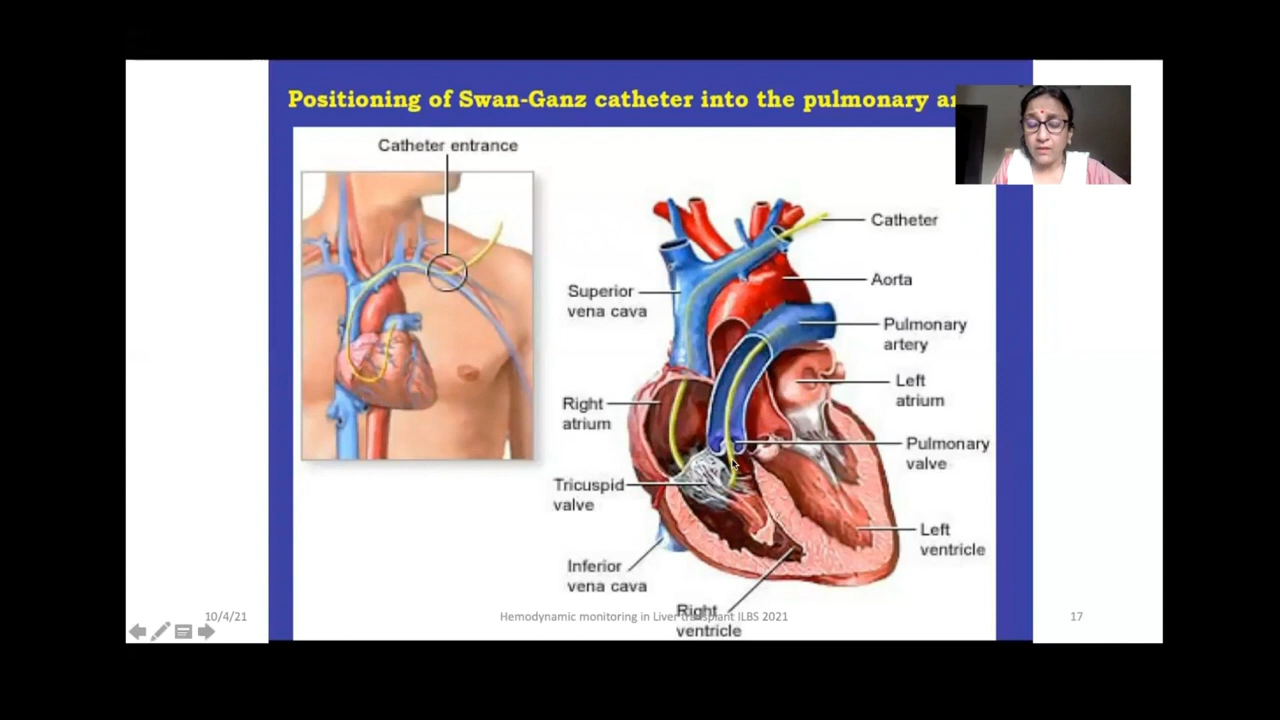 Positioning of Swan-Ganz catheter into the pulmonary
Catheter entrance
Catheter
Aorta
Superior
vena cava
Pulmonary
artery
Left
atrium
Right
atrium
Pulmonary
valve
Tricuspid
valve
Left
ventricle
Inferior
vena cava
Right
ventricle
10/4/21
Hemodynamic monitoring in Liver transplant ILBS 2021
17